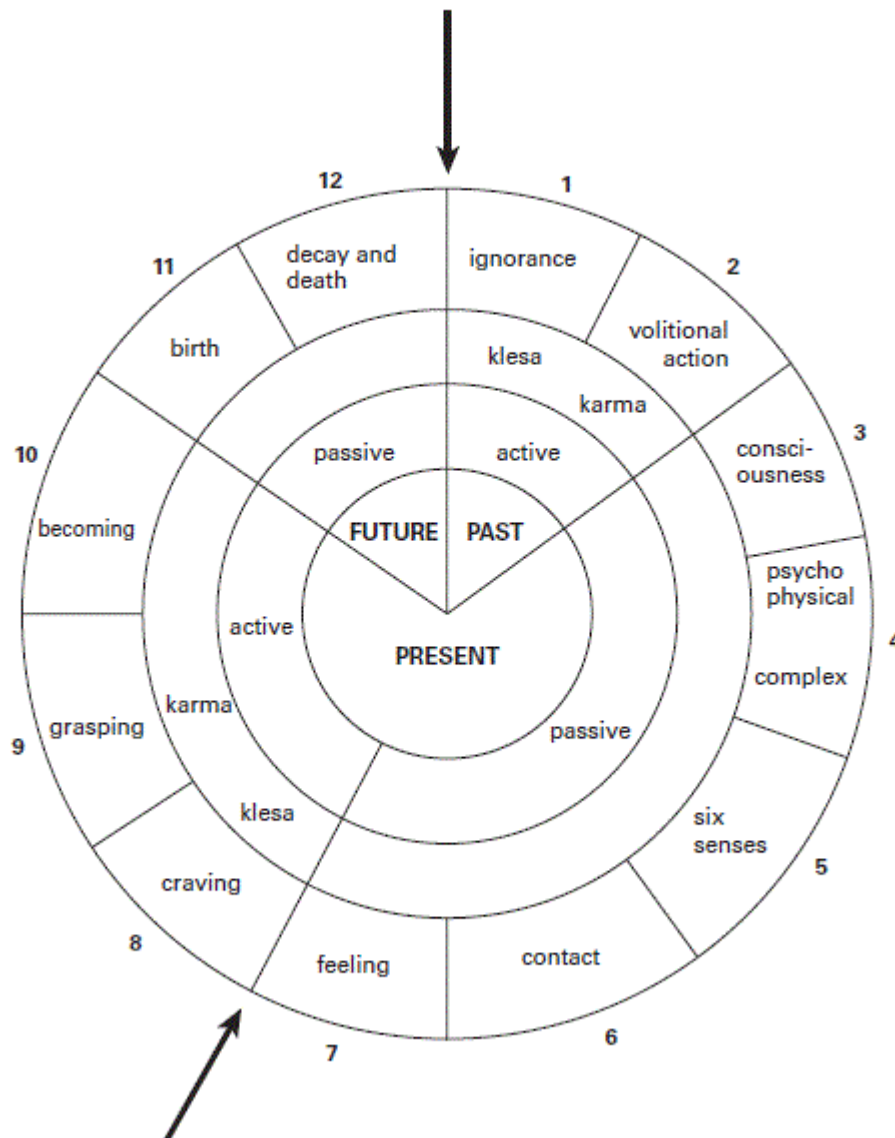 12
1
decay and
death
ignorance
11
2
birth
volitional
action
klesa
karma
passive
active
10
3
consci-
ousness
FUTURE
PAST
becoming
psycho
physical
complex
4
active
PRESENT
karma
passive
grasping
9
klesa
six
senses
5
craving
8
feeling
contact
7
6